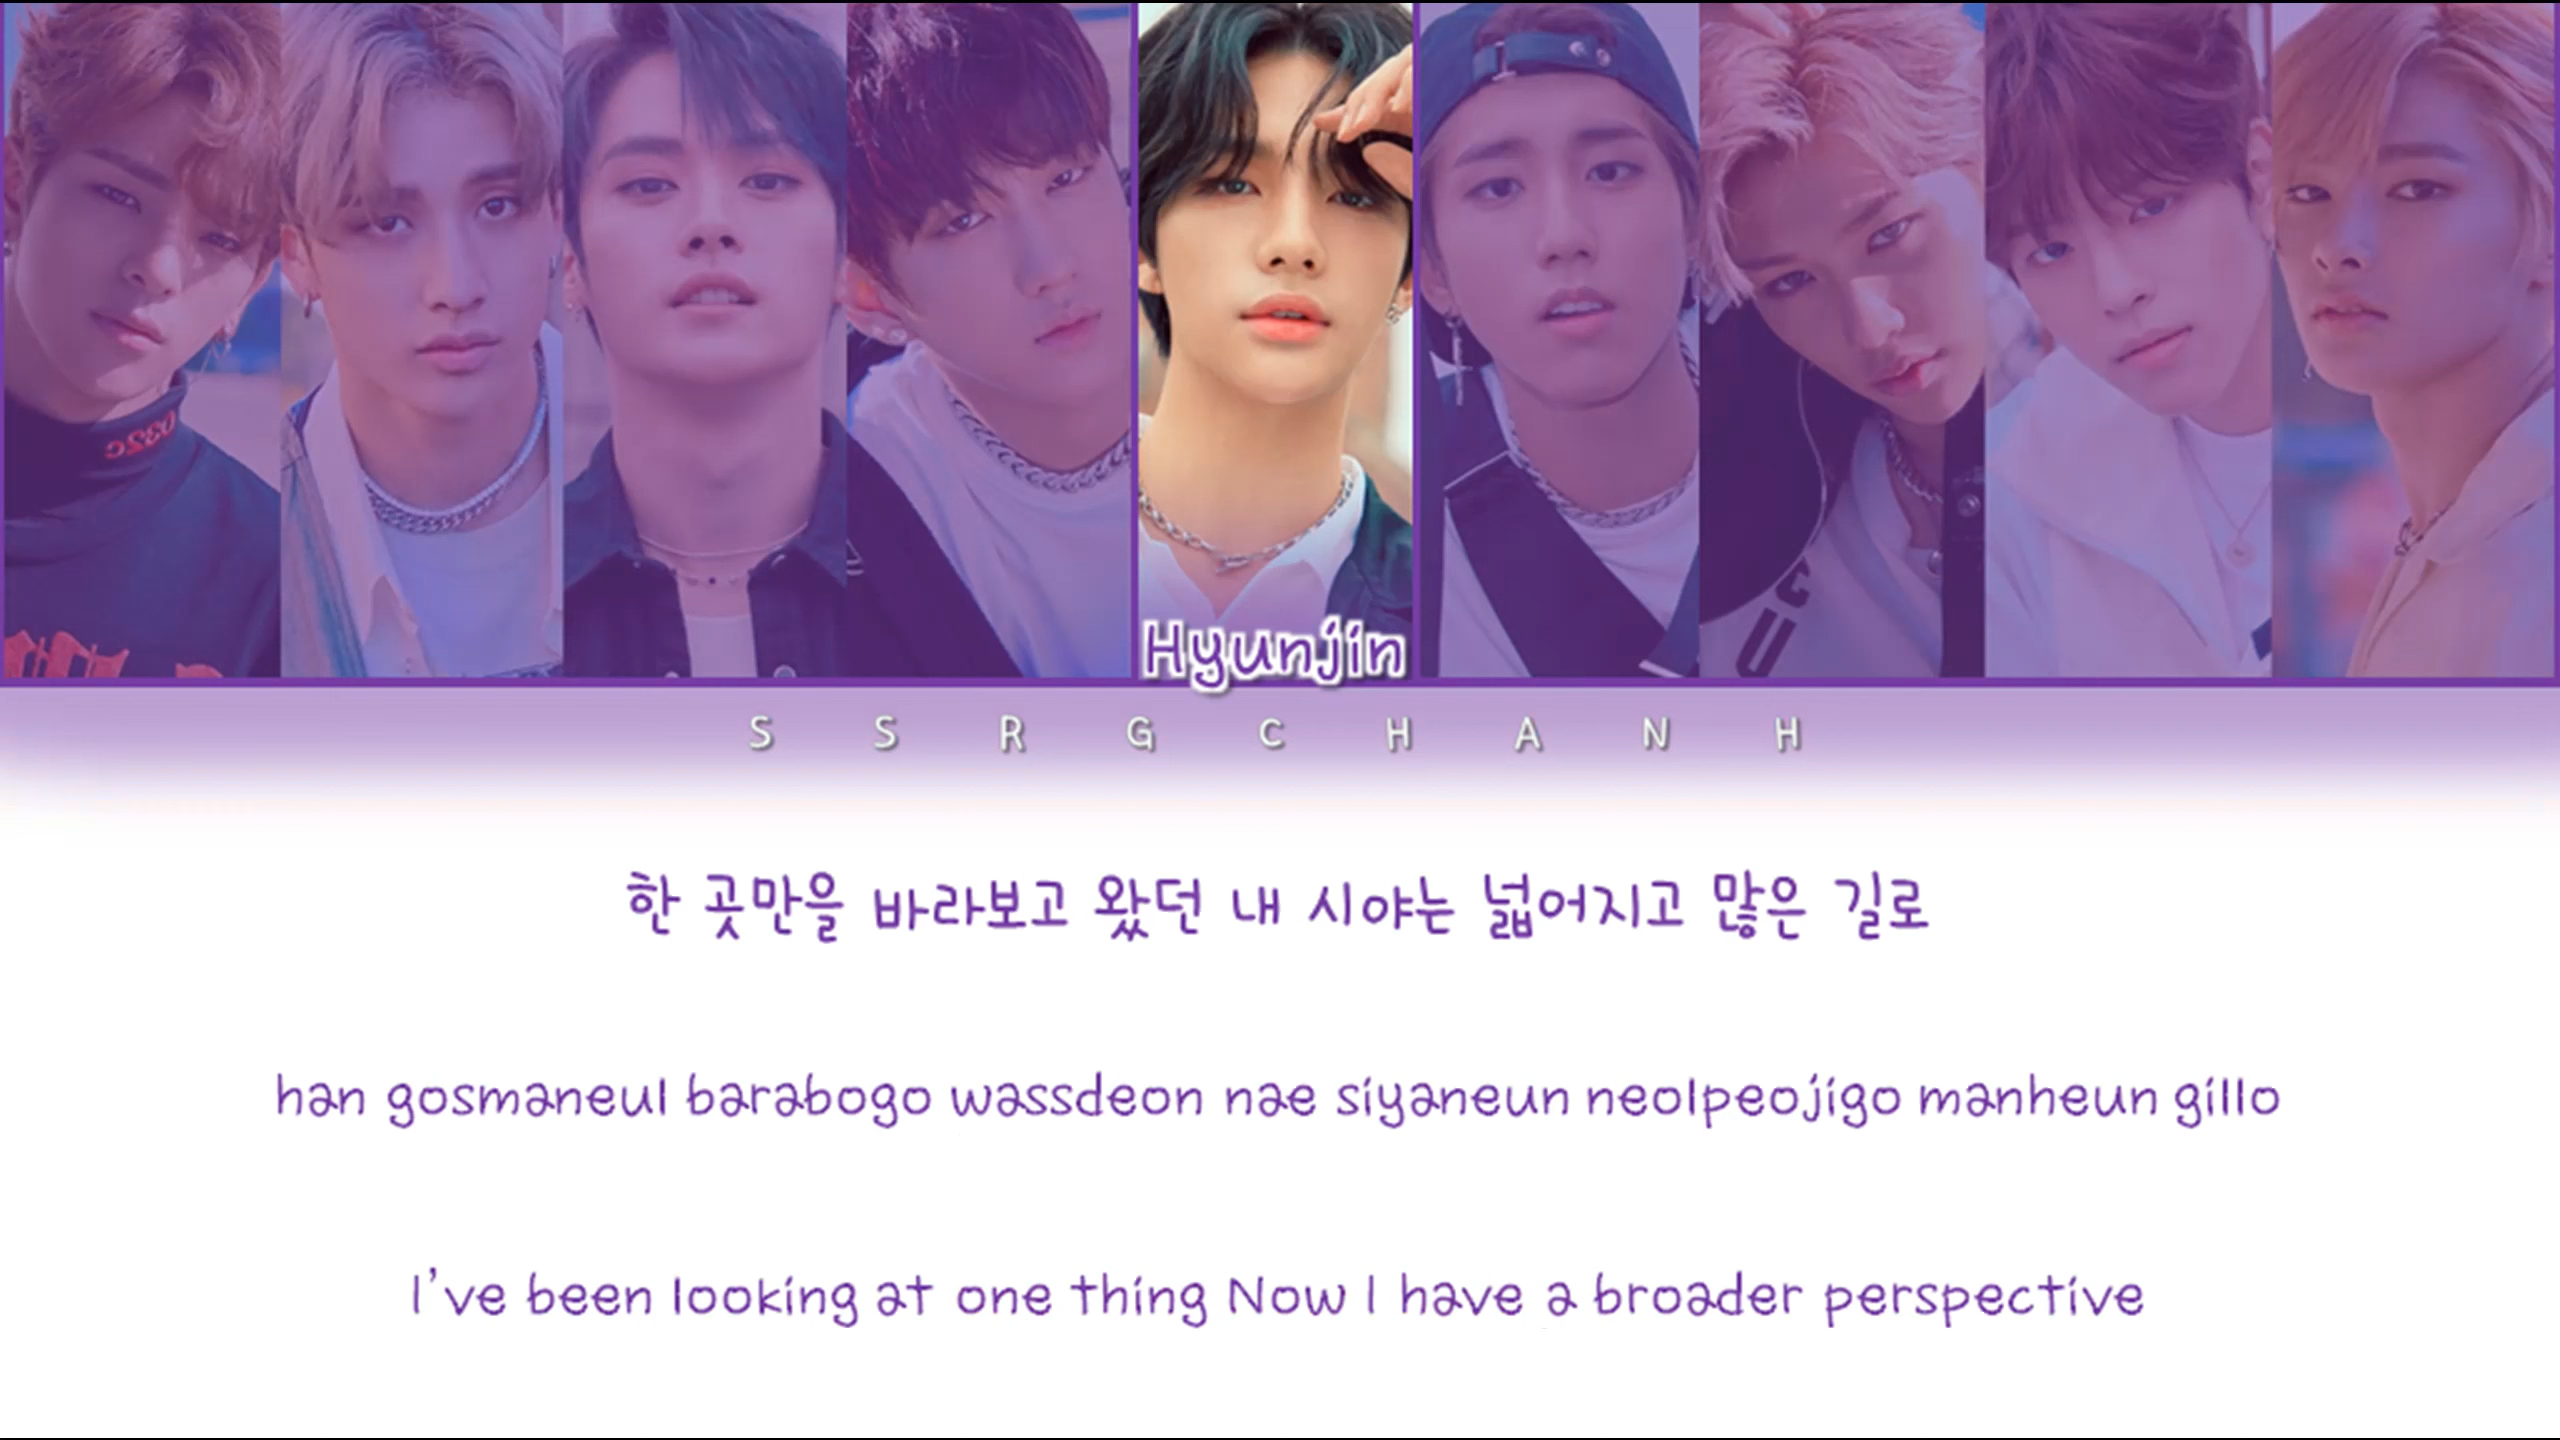 Hyunjin
S S R G C H A N H
한 곳만을 바라보고 왔던 내 시야는 넓어지고 많은 길로
han gosmaneul barabogo wassdeon nae siyaneun neolpeojigo manheun gillo
I've been looking at one thing Now I have a broader perspective